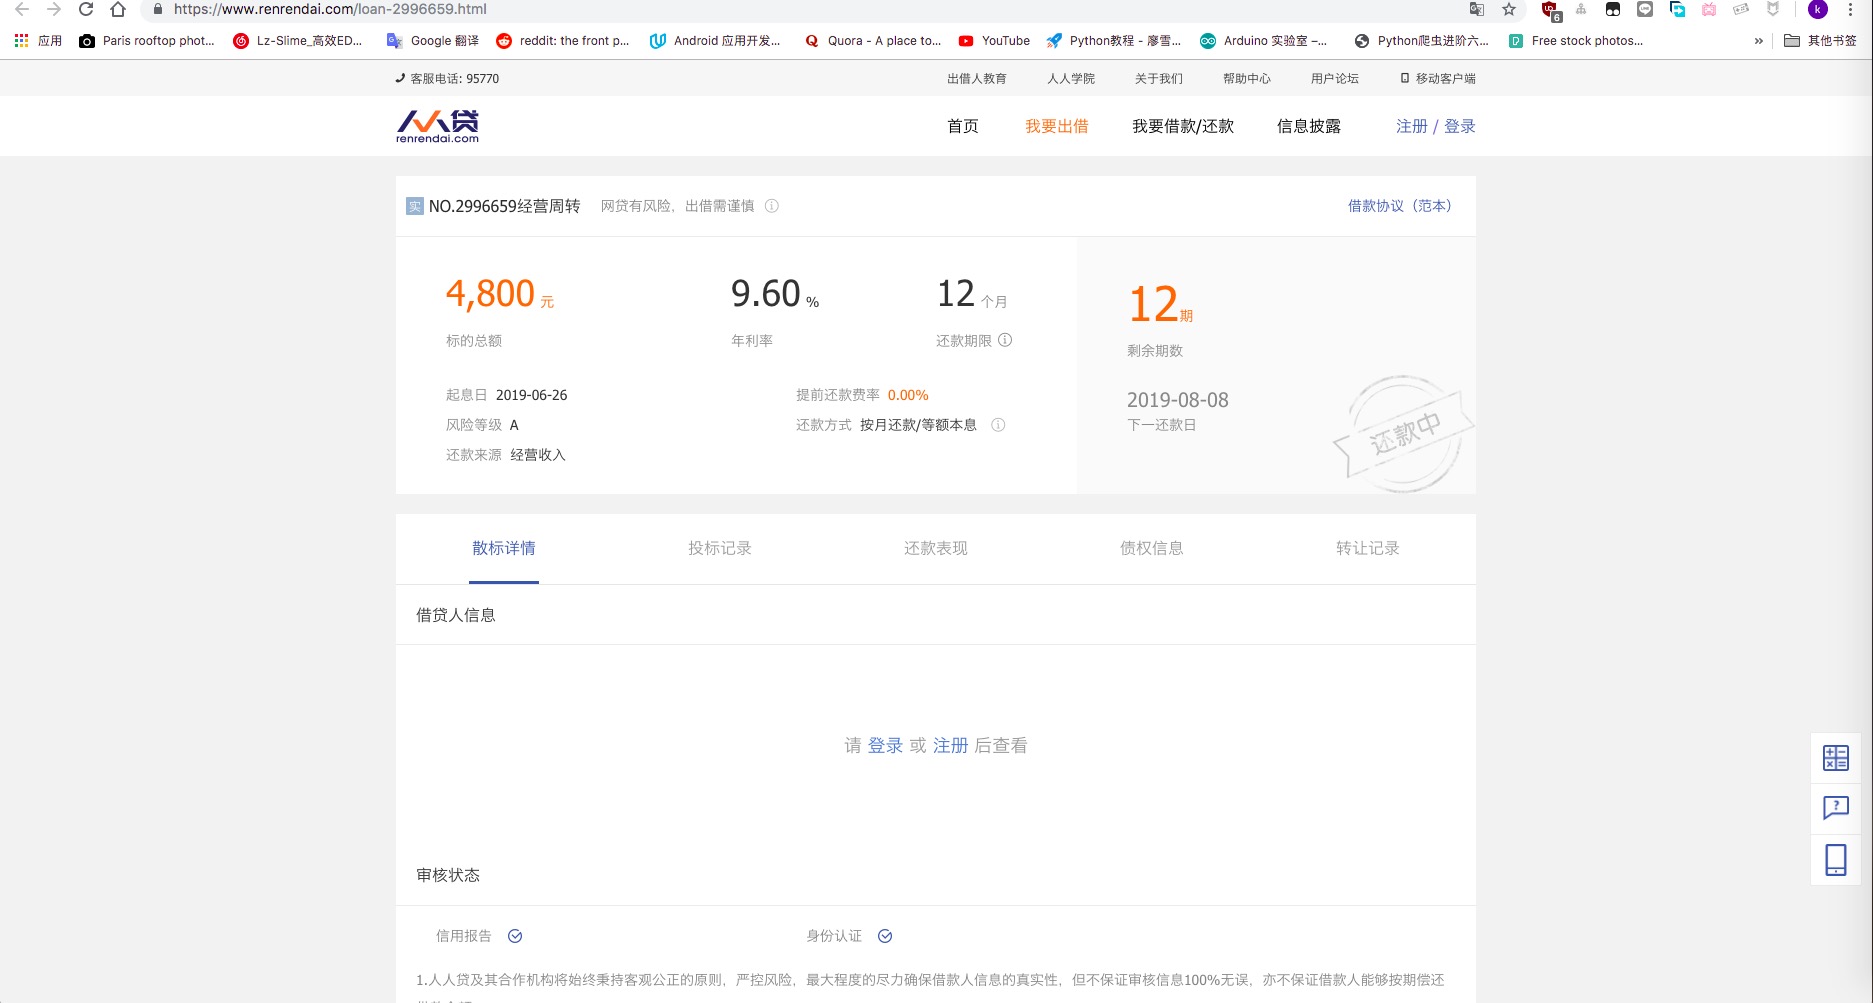 https://www.renrendai.com/loan-2996659.html
6
k
应用
Paris rooftop phot...
Lz-Slime_高效ED...
Google 翻译
reddit: the front p...
Android 应用开发...
Quora - A place to...
YouTube
Python教程 - 廖雪...
Arduino 实验室 –...
Python爬虫进阶六...
Free stock photos...
»
其他书签
客服电话: 95770
出借人教育
人人学院
关于我们
帮助中心
用户论坛
移动客户端
人人贷
renrendai.com
首页
我要出借
我要借款/还款
信息披露
注册 / 登录
实 NO.2996659经营周转
网贷有风险，出借需谨慎
借款协议（范本）
4,800 元
标的总额
9.60 %
年利率
12 个月
还款期限
12期
剩余期数
起息日 2019-06-26
提前还款费率 0.00%
风险等级 A
还款方式 按月还款/等额本息
还款来源 经营收入
2019-08-08
下一还款日
还款中
散标详情
投标记录
还款表现
债权信息
转让记录
借贷人信息
请 登录 或 注册 后查看
审核状态
信用报告
身份认证
1.人人贷及其合作机构将始终秉持客观公正的原则，严控风险，最大程度的尽力确保借款人信息的真实性，但不保证审核信息100%无误，亦不保证借款人能够按期偿还